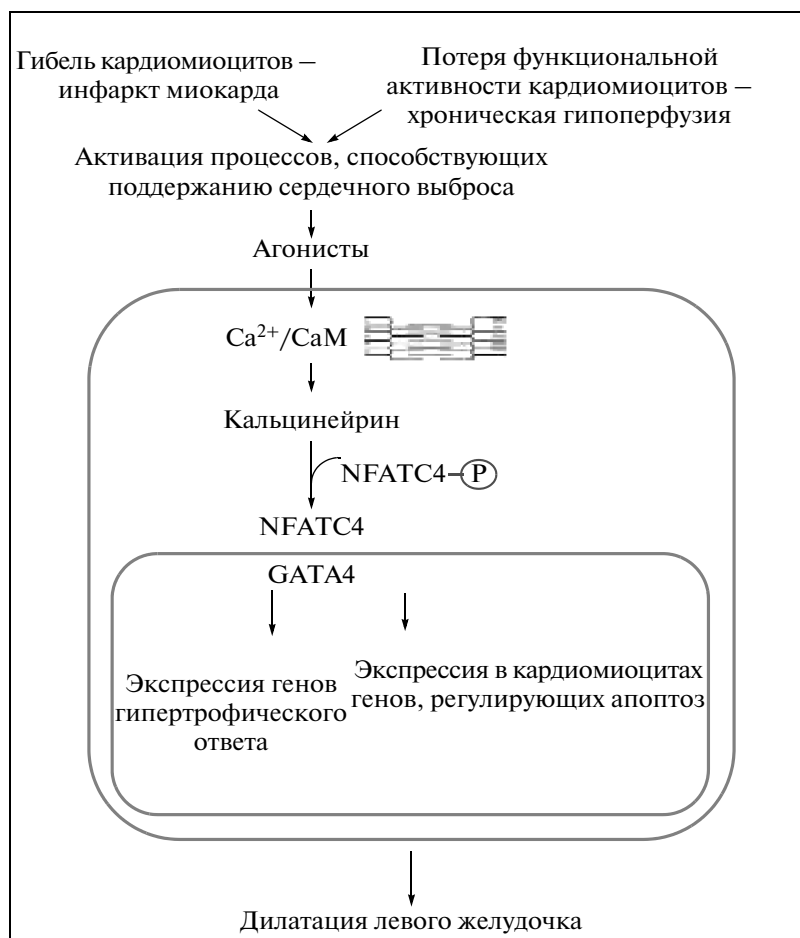 Гибель кардиомиоцитов –
инфаркт миокарда
Потеря функциональной
активности кардиомиоцитов –
хроническая гипоперфузия
Активация процессов, способствующих
поддержанию сердечного выброса
Агонисты
Ca²⁺/CaM
Кальцинейрин
NFATC4–P
NFATC4
GATA4
Экспрессия генов
гипертрофического
ответа
Экспрессия в кардиомиоцитах
генов, регулирующих апоптоз
Дилатация левого желудочка